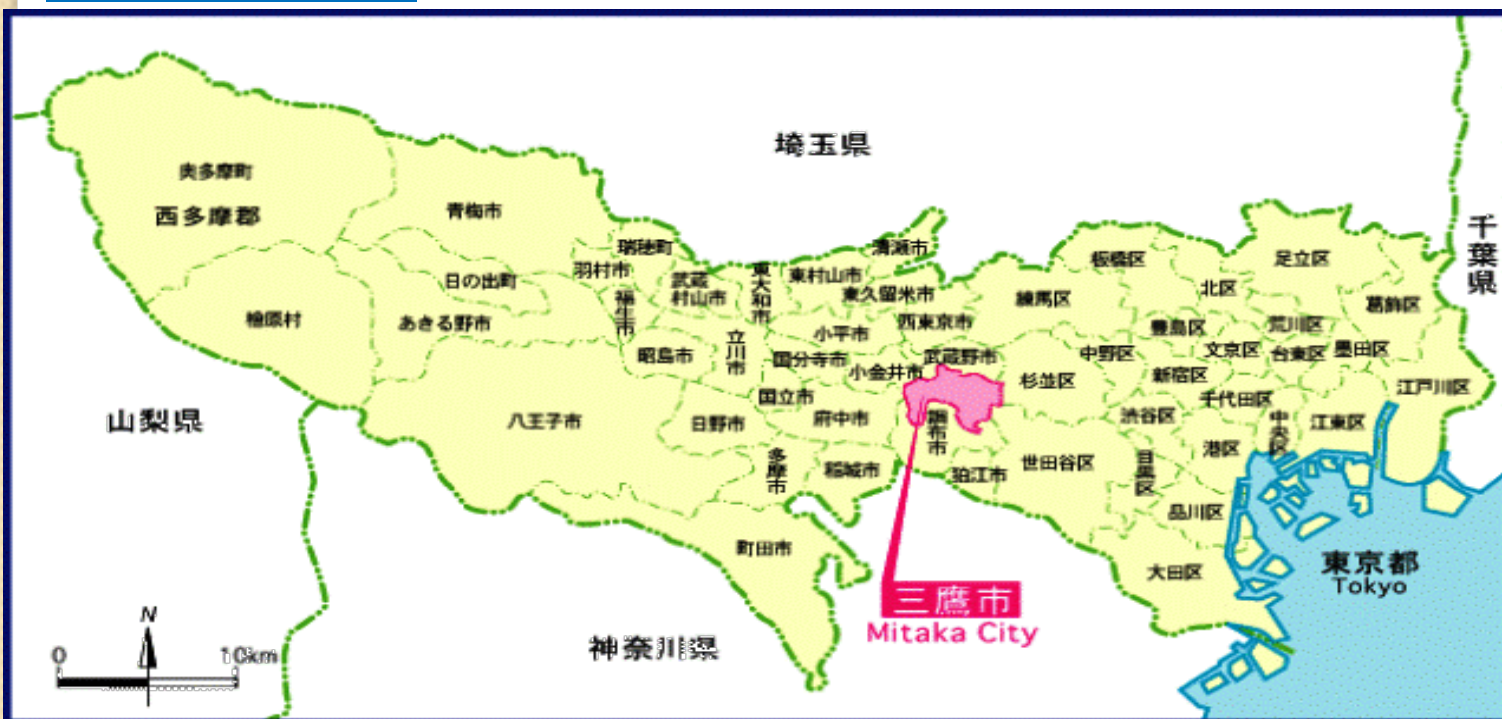 埼玉県
千葉県
山梨県
神奈川県
東京都
Tokyo
奥多摩町
西多摩郡
青梅市
檜原村
日の出町
あきる野市
羽村市
瑞穂町
福生市
武蔵
村山市
東大和市
東村山市
清瀬市
東久留米市
昭島市
立川市
小平市
西東京市
国分寺市
小金井市
武蔵野市
国立市
府中市
調布市
八王子市
日野市
多摩市
稲城市
狛江市
町田市
三鷹市
Mitaka City
練馬区
板橋区
北区
足立区
葛飾区
豊島区
荒川区
文京区
台東区
墨田区
中野区
杉並区
新宿区
千代田区
江戸川区
渋谷区
中央区
江東区
港区
世田谷区
目黒区
品川区
大田区
N
0
10km